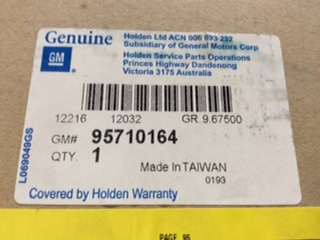 Genuine
GM
Holden Ltd ACN 006 893 232
Subsidiary of General Motors Corp
Holden Service Parts Operations
Princes Highway Dandenong
Victoria 3175 Australia
12216 12032 GR.9.67500
GM# 95710164
QTY. 1
Made In TAIWAN
0193
L069049GS
Covered by Holden Warranty
PAGE 95